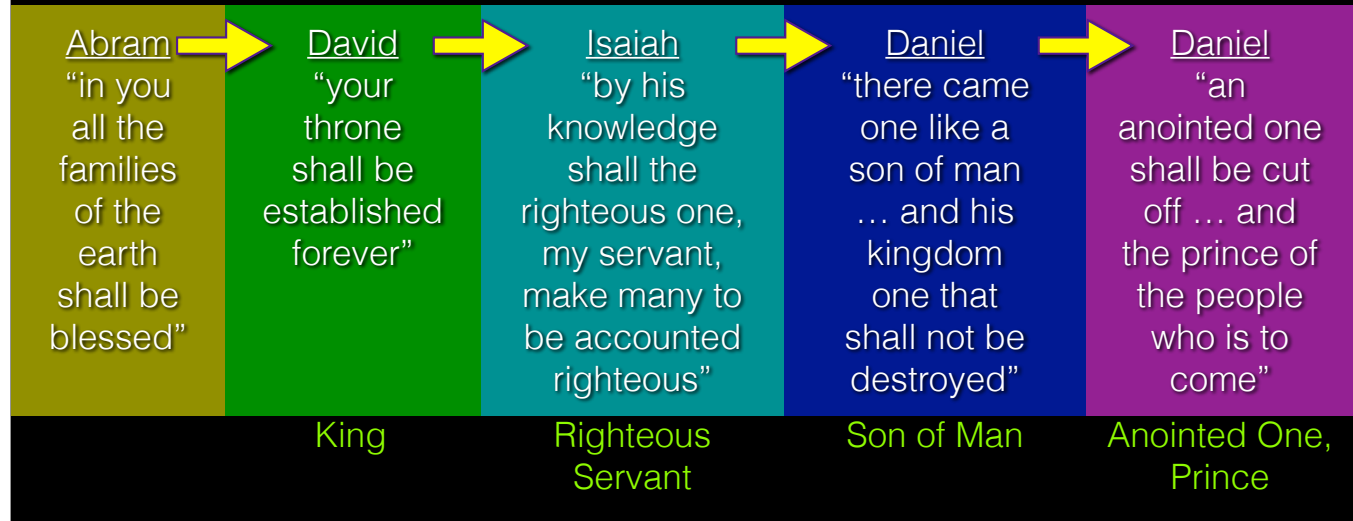 Abram
“in you
all the
families
of the
earth
shall be
blessed”
David
“your
throne
shall be
established
forever”
King
Isaiah
“by his
knowledge
shall the
righteous one,
my servant,
make many to
be accounted
righteous”
Righteous
Servant
Daniel
“there came
one like a
son of man
… and his
kingdom
one that
shall not be
destroyed”
Son of Man
Daniel
“an
anointed one
shall be cut
off … and
the prince of
the people
who is to
come”
Anointed One,
Prince